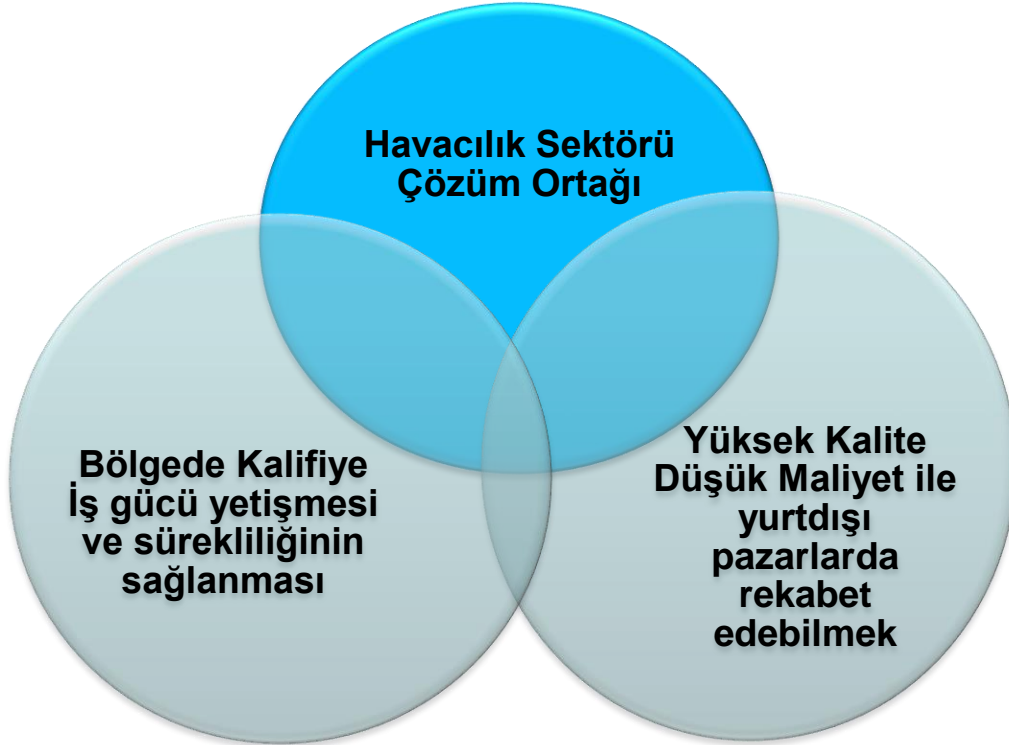 Havacılık Sektörü
Çözüm Ortağı
Bölgede Kalifiye
İş gücü yetişmesi
ve sürekliliğinin
sağlanması
Yüksek Kalite
Düşük Maliyet ile
yurtdışı
pazarlarda
rekabet
edebilmek